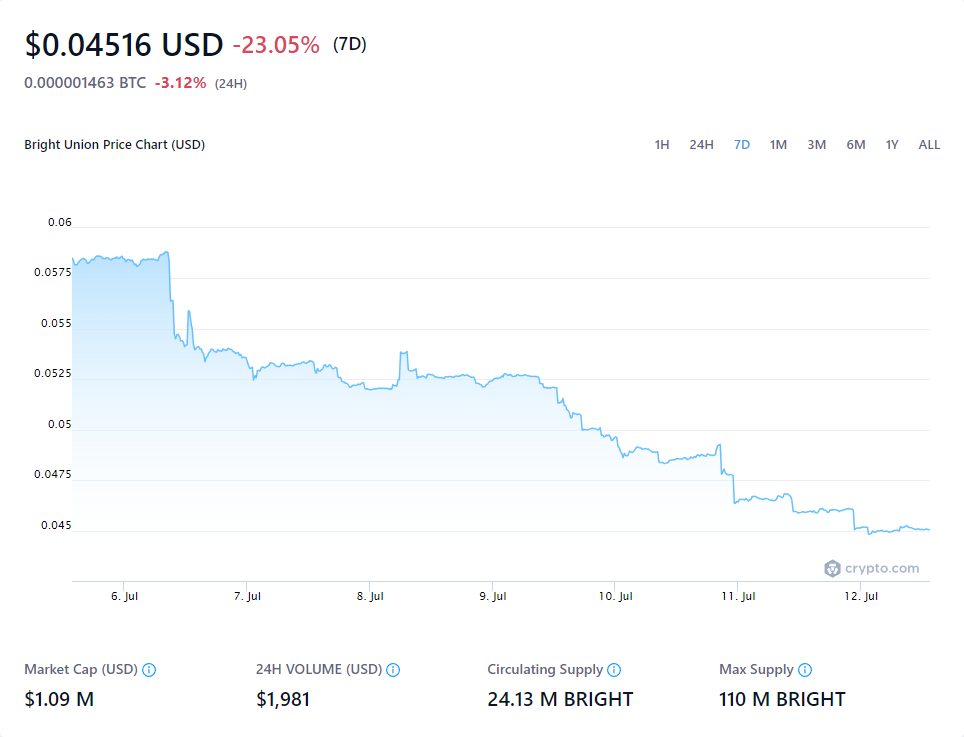 $0.04516 USD -23.05% (7D)
0.000001463 BTC -3.12% (24H)
Bright Union Price Chart (USD) 1H 24H 7D 1M 3M 6M 1Y ALL
0.06
0.0575
0.055
0.0525
0.05
0.0475
0.045
crypto.com
6. Jul 7. Jul 8. Jul 9. Jul 10. Jul 11. Jul 12. Jul
Market Cap (USD) 24H VOLUME (USD) Circulating Supply Max Supply
$1.09 M $1,981 24.13 M BRIGHT 110 M BRIGHT